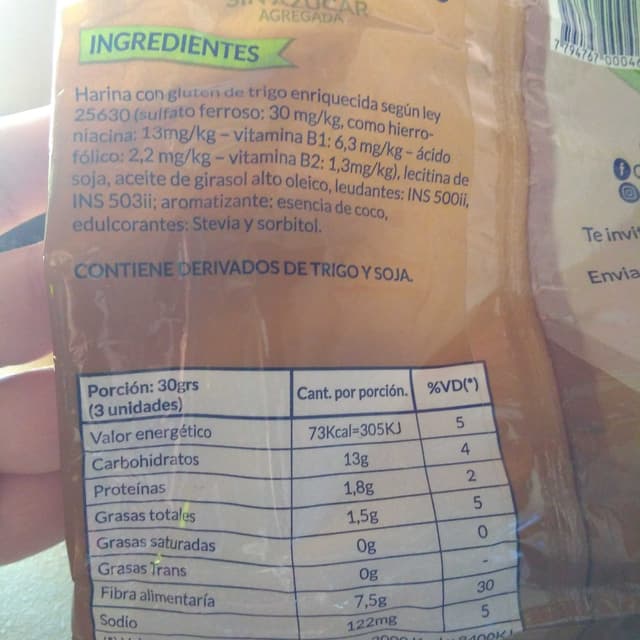 SIN AZÚCAR
AGREGADA
INGREDIENTES
Harina con gluten de trigo enriquecida según ley
25630 (sulfato ferroso: 30 mg/kg, como hierro-
niacina: 13mg/kg – vitamina B1: 6,3 mg/kg – ácido
fólico: 2,2 mg/kg – vitamina B2: 1,3mg/kg), lecitina de
soja, aceite de girasol alto oleico, leudantes: INS 500ii,
INS 503ii; aromatizante: esencia de coco,
edulcorantes: Stevia y sorbitol.
CONTIENE DERIVADOS DE TRIGO Y SOJA.
Porción: 30grs
(3 unidades) Cant. por porción. %VD(*)
Valor energético 73Kcal=305KJ 5
Carbohidratos 13g 4
Proteínas 1,8g 2
Grasas totales 1,5g 5
Grasas saturadas 0g 0
Grasas Trans 0g -
Fibra alimentaría 7,5g 30
Sodio 122mg 5
Te invi
Envia